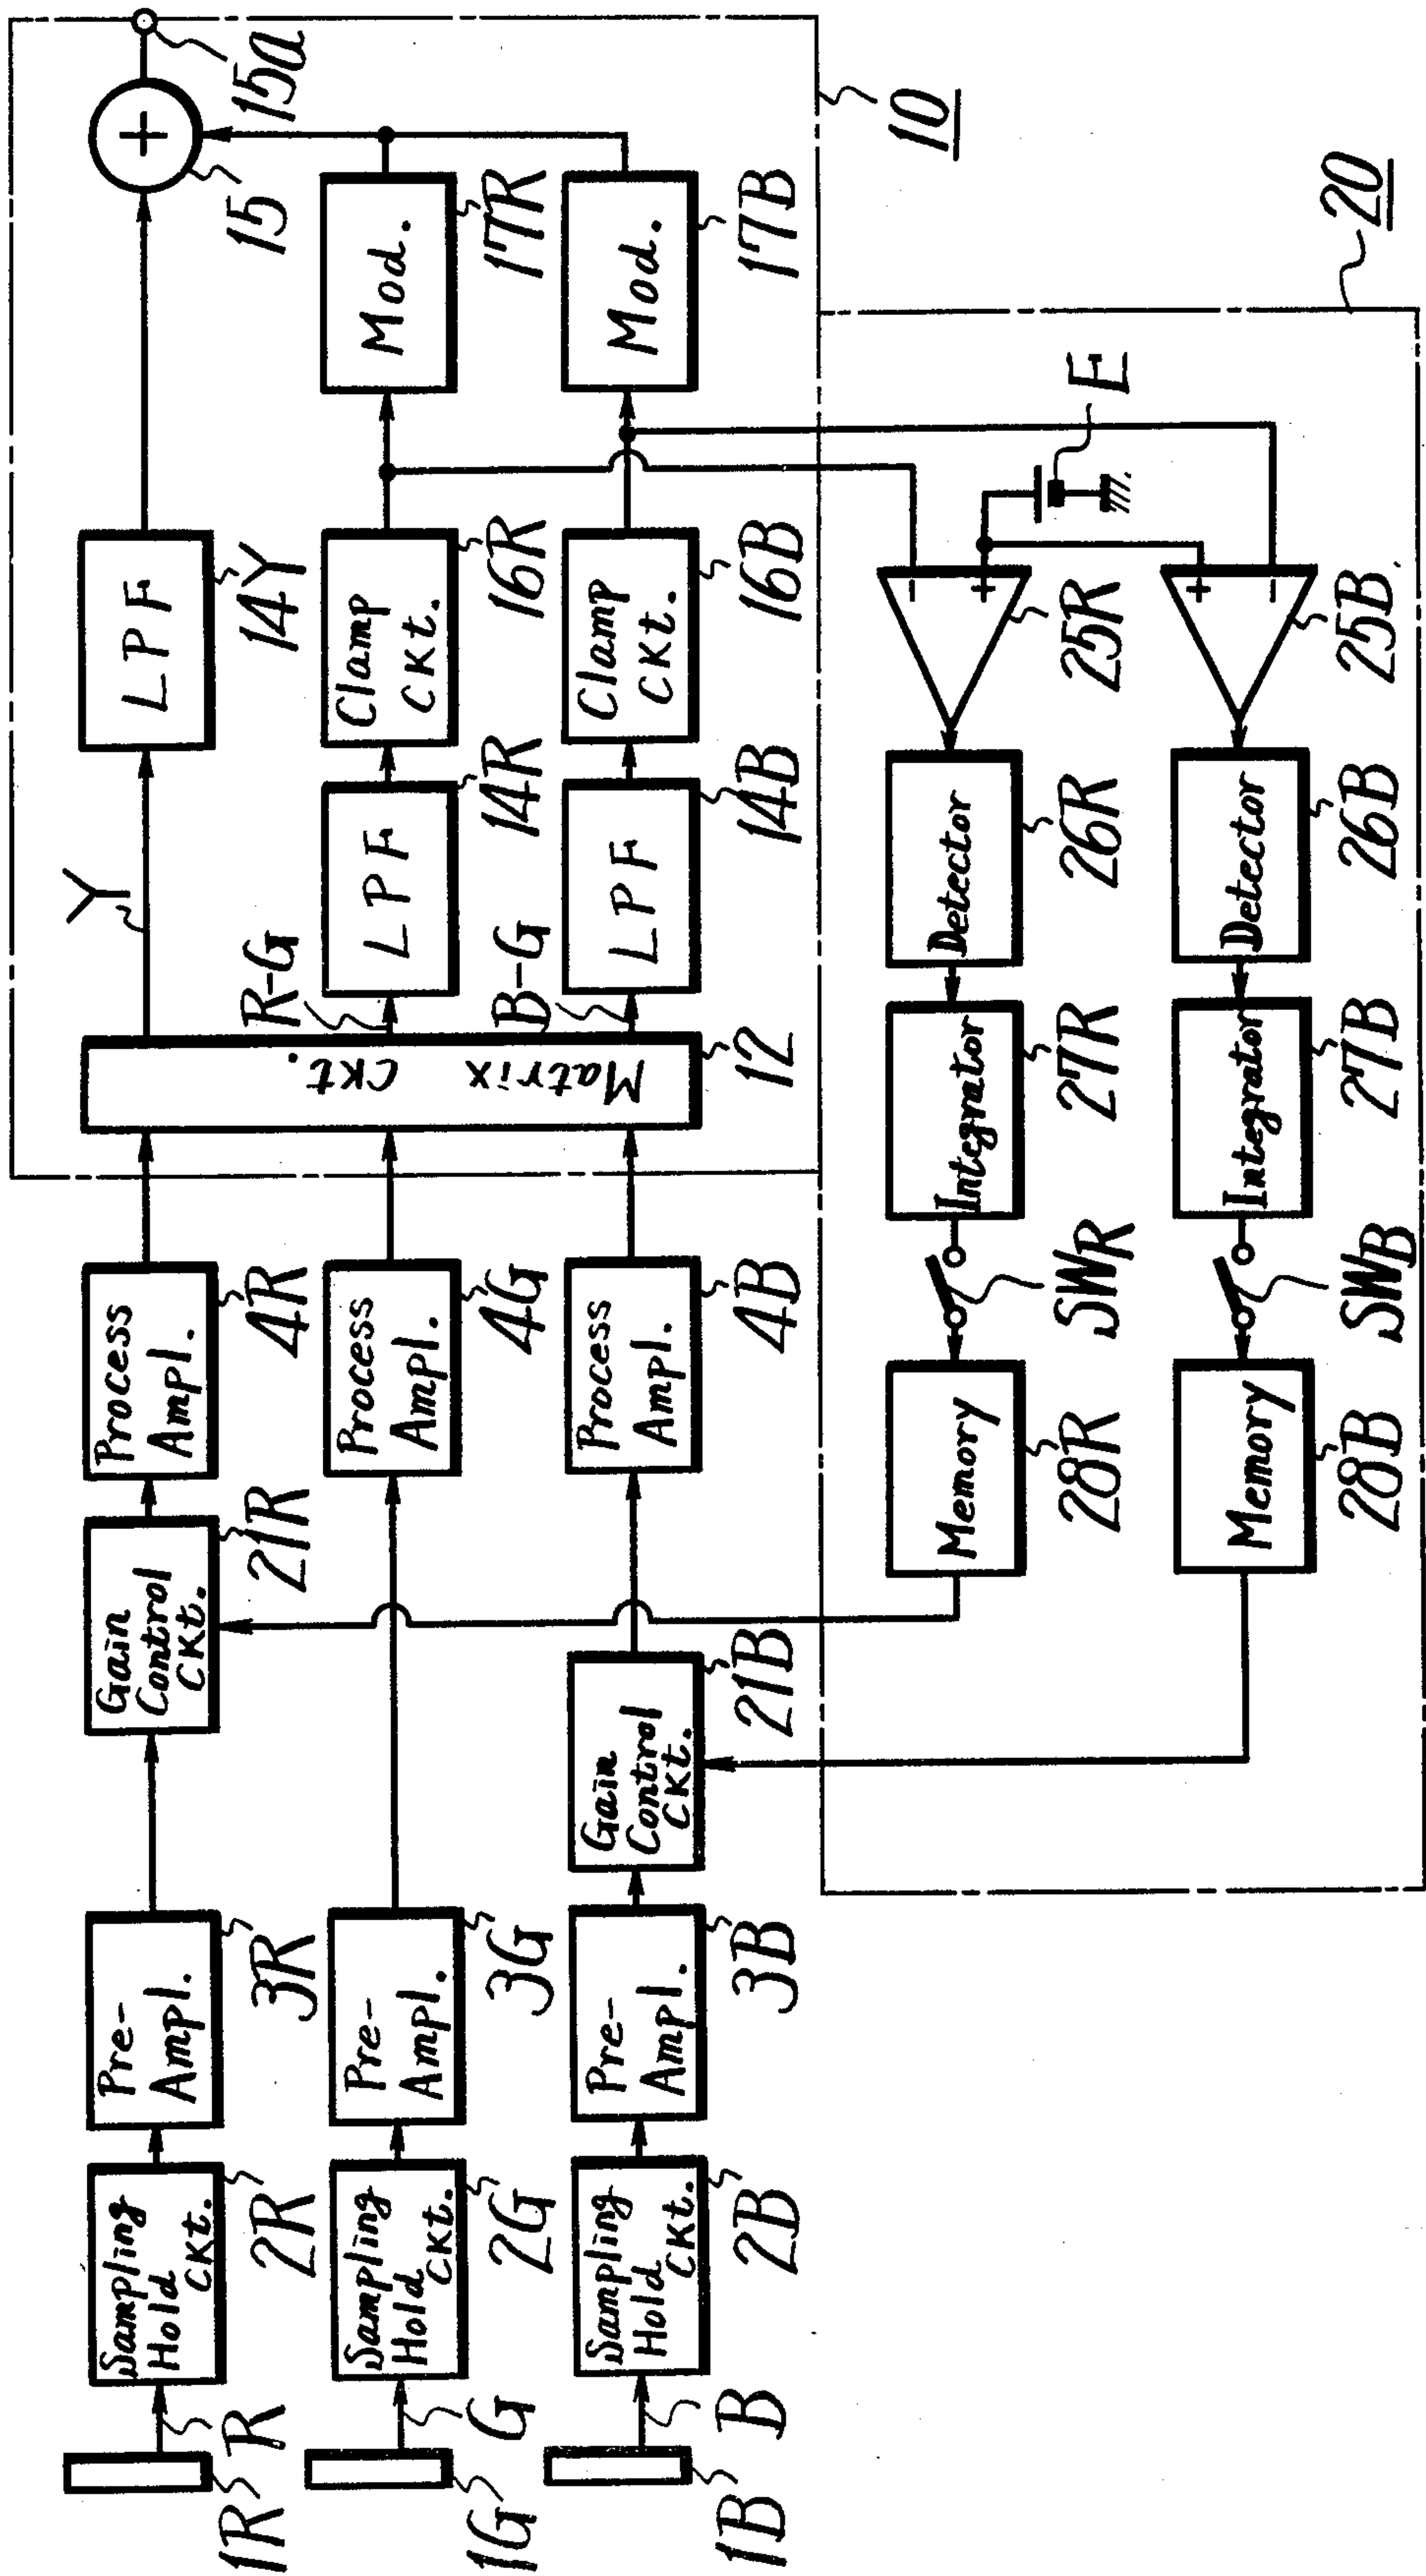 1R
R
Sampling
Hold
CKt.
2R
Pre-
Ampl.
3R
Gain
Control
CKt.
21R
Process
Ampl.
4R
Y
LPF
14Y
+
15
15a
1G
G
Sampling
Hold
CKt.
2G
Pre-
Ampl.
3G
Process
Ampl.
4G
Matrix
CKt.
12
R-G
LPF
14R
Clamp
CKt.
16R
Mod.
17R
1B
B
Sampling
Hold
CKt.
2B
Pre-
Ampl.
3B
Gain
Control
CKt.
21B
Process
Ampl.
4B
B-G
LPF
14B
Clamp
CKt.
16B
Mod.
17B
10
Memory
28R
SWR
Integrator
27R
Detector
26R
-
+
25R
E
20
Memory
28B
SWB
Integrator
27B
Detector
26B
+
-
25B